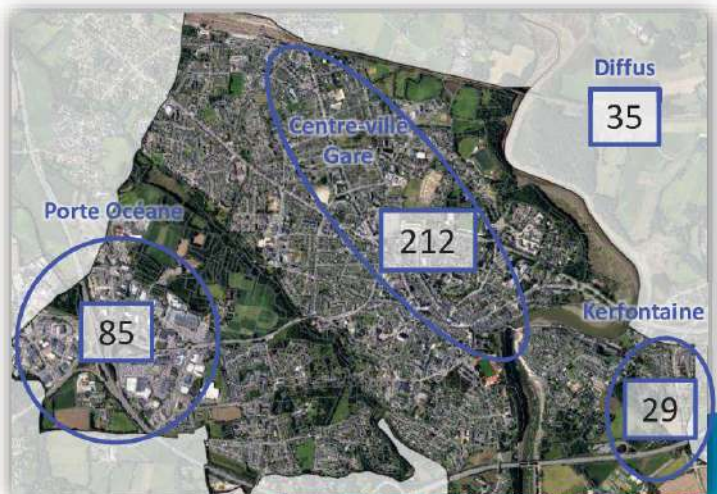 Diffus
35
Centre-ville
Gare
Porte Océane
212
Kerfontaine
85
29